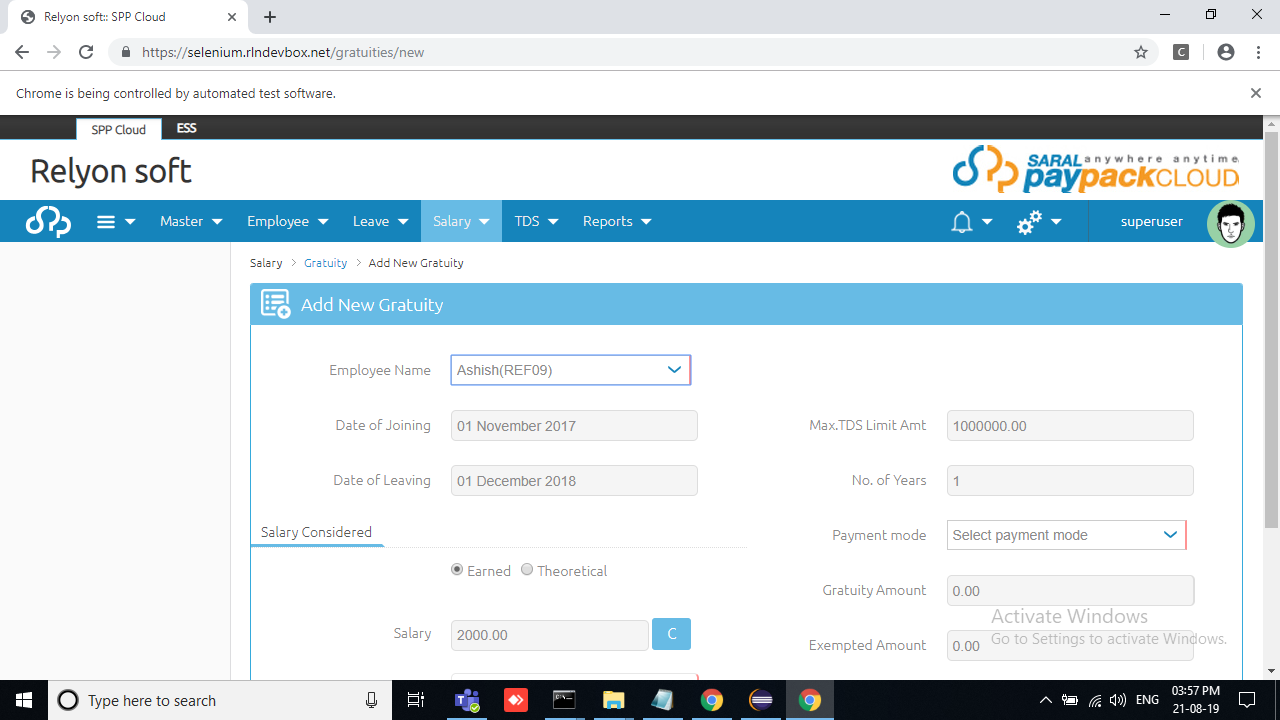 Relyon soft:: SPP Cloud
https://selenium.rlndevbox.net/gratuities/new
C
Chrome is being controlled by automated test software.
SPP Cloud
ESS
Relyon soft
SARAL anywhere anytime
paypackCLOUD
Master
Employee
Leave
Salary
TDS
Reports
superuser
Salary > Gratuity > Add New Gratuity
Add New Gratuity
Employee Name
Ashish(REF09)
Date of Joining
01 November 2017
Max.TDS Limit Amt
1000000.00
Date of Leaving
01 December 2018
No. of Years
1
Salary Considered
Payment mode
Select payment mode
Earned
Theoretical
Gratuity Amount
0.00
Salary
2000.00
C
Exempted Amount
0.00
Activate Windows
Go to Settings to activate Windows.
Type here to search
ENG
03:57 PM
21-08-19